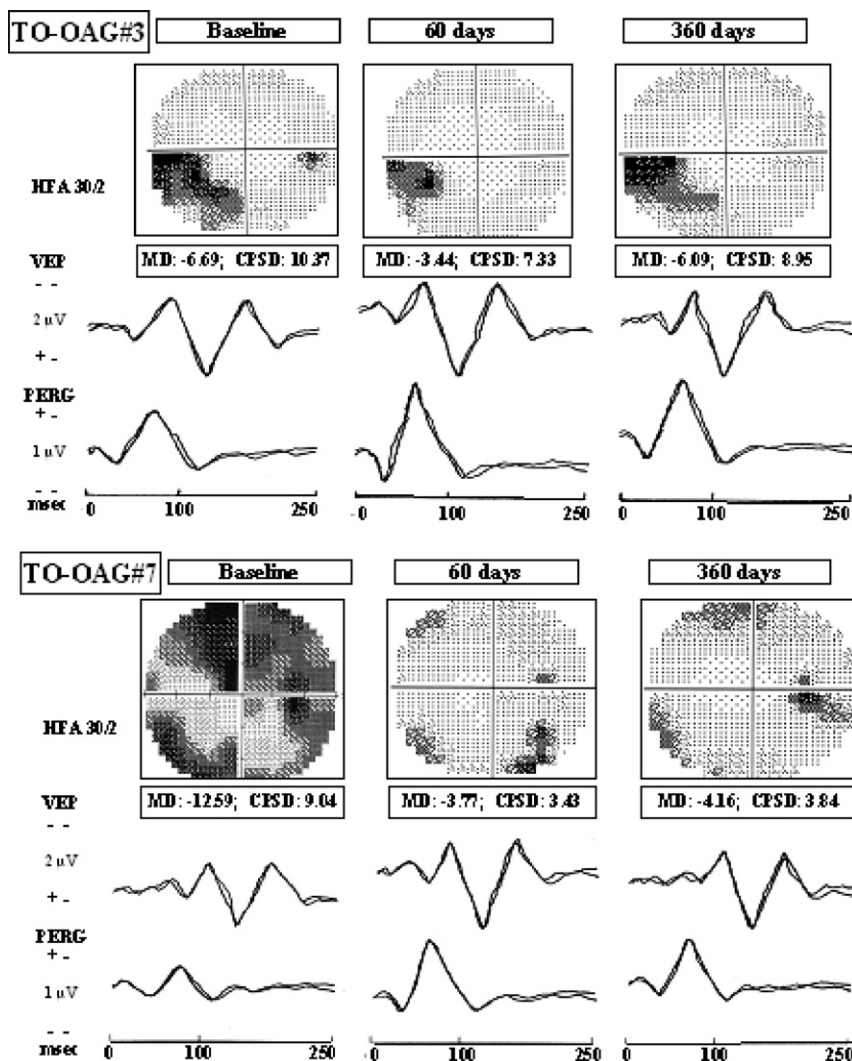 TO-OAG#3 Baseline 60 days 360 days
HFA 30/2
MD: -6.69; CPSD: 10.37 MD: -3.44; CPSD: 7.33 MD: -6.09; CPSD: 8.95
VEP
- -
2 µV
+ -
PERG
+ -
1 µV
- -
msec 0 100 250 0 100 250 0 100 250
TO-OAG#7 Baseline 60 days 360 days
HFA 30/2
MD: -12.59; CPSD: 9.04 MD: -3.77; CPSD: 3.43 MD: -4.16; CPSD: 3.84
VEP
- -
2 µV
+ -
PERG
+ -
1 µV
- -
msec 0 100 250 0 100 250 0 100 250